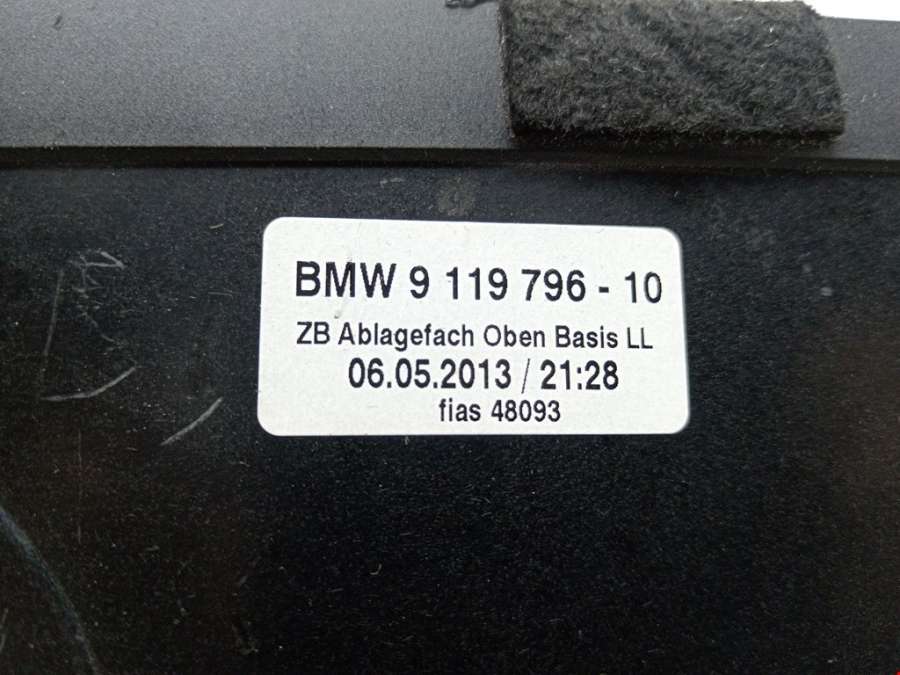 BMW 9 119 796 - 10
ZB Ablagefach Oben Basis LL
06.05.2013 / 21:28
fias 48093